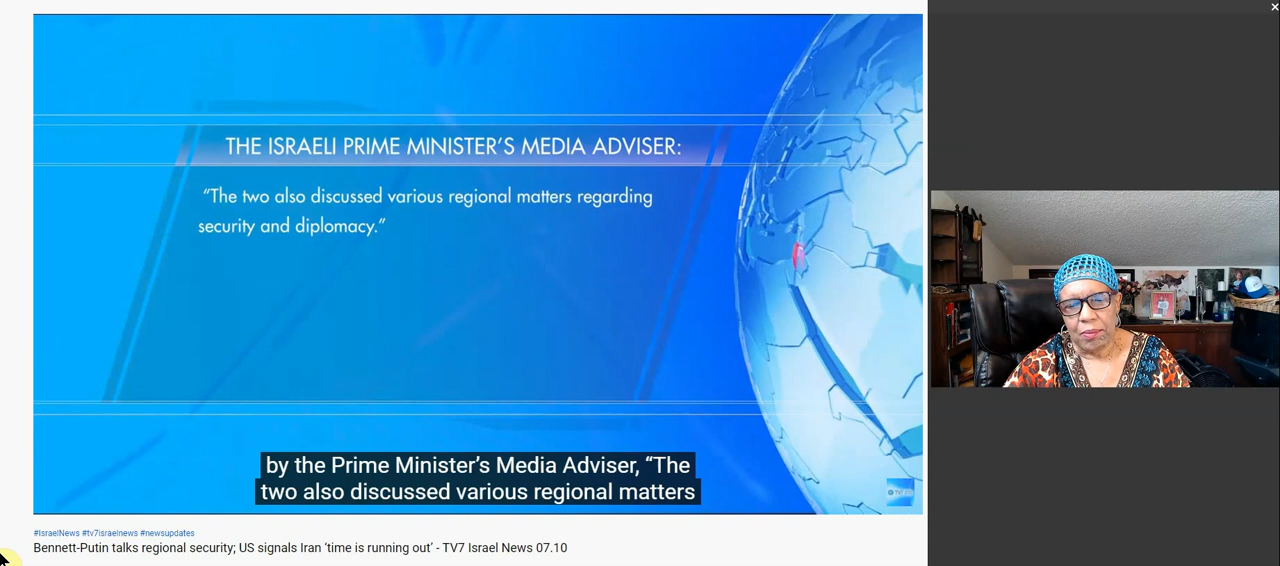 THE ISRAELI PRIME MINISTER'S MEDIA ADVISER:
“The two also discussed various regional matters regarding
security and diplomacy.”
by the Prime Minister’s Media Adviser, “The
two also discussed various regional matters
#IsraelNews #tv7israelnews #newsupdates
Bennett-Putin talks regional security; US signals Iran ‘time is running out’ - TV7 Israel News 07.10